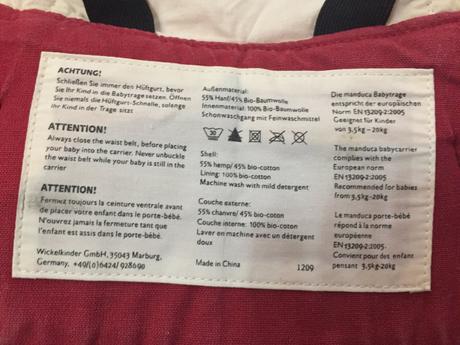 ACHTUNG!
Schließen Sie immer den Hüftgurt, bevor
Sie Ihr Kind in die Babytrage setzen. Öffnen
Sie niemals die Hüftgurt-Schnelle, solange
Ihr Kind in der Trage sitzt
ATTENTION!
Always close the waist belt, before placing
your baby into the carrier. Never unbuckle
the waist belt while your baby is still in the
carrier
ATTENTION!
Fermez toujours la ceinture ventrale avant
de placer votre enfant dans le porte-bébé.
N'ouvrez jamais la fermeture tant que
l'enfant est assis dans le porte-bébé.
Wickelkinder GmbH, 35043 Marburg,
Germany, +49/(0)6424/ 928690
Außenmaterial:
55% Hanf/45% Bio-Baumwolle
Innenmaterial: 100% Bio-Baumwolle
Schonwaschgang mit Feinwaschmittel
30
Shell:
55% hemp/45% bio-cotton
Lining: 100% bio-cotton
Machine wash with mild detergent
Couche externe:
55% chanvre/45% bio-coton
Couche interne: 100% bio-coton
Laver en machine avec un détergent
doux
Made in China
1209
Die manduca Babytrage
entspricht der europäischen
Norm EN 13209-2:2005
Geeignet für Kinder
von 3,5kg - 20kg
The manduca babycarrier
complies with the
European norm
EN 13209-2:2005
Recommended for babies
from 3,5kg-20kg
Le manduca porte-bébé
répond à la norme
européenne
EN 13209-2:2005
Convient pour des enfant
pensant 3,5kg-20kg